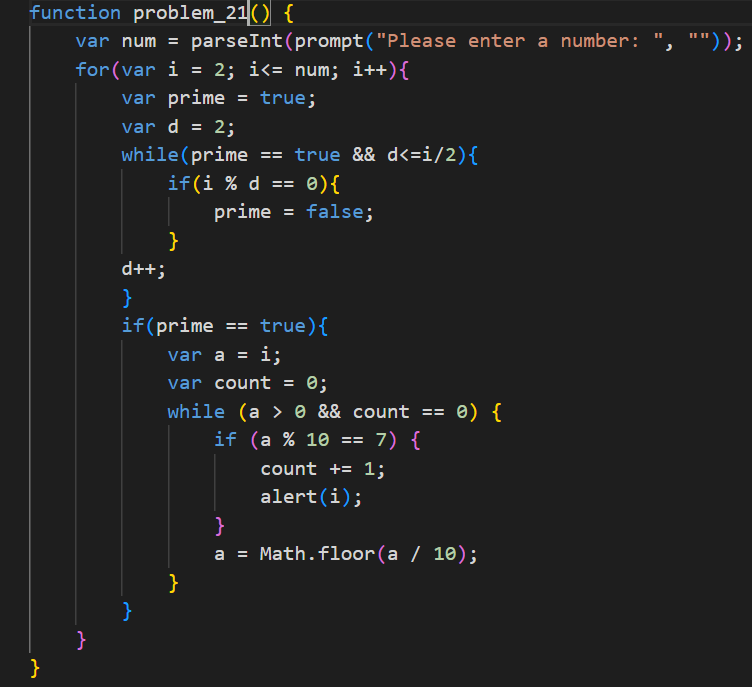 function problem_21() {
    var num = parseInt(prompt("Please enter a number: ", ""));
    for(var i = 2; i<= num; i++){
        var prime = true;
        var d = 2;
        while(prime == true && d<=i/2){
            if(i % d == 0){
                prime = false;
            }
        d++;
        }
        if(prime == true){
            var a = i;
            var count = 0;
            while (a > 0 && count == 0) {
                if (a % 10 == 7) {
                    count += 1;
                    alert(i);
                }
                a = Math.floor(a / 10);
            }
        }
    }
}